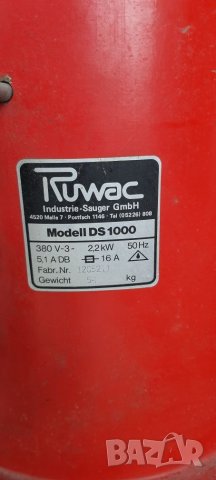 Ruwac
Industrie-Sauger GmbH
4520 Melle 7 · Postfach 1146 · Tel (05226) 808
Modell DS 1000
380 V-3- 2,2 kW 50 Hz
5,1 A DB 16 A
Fabr.Nr.
Gewicht kg
BAZAR